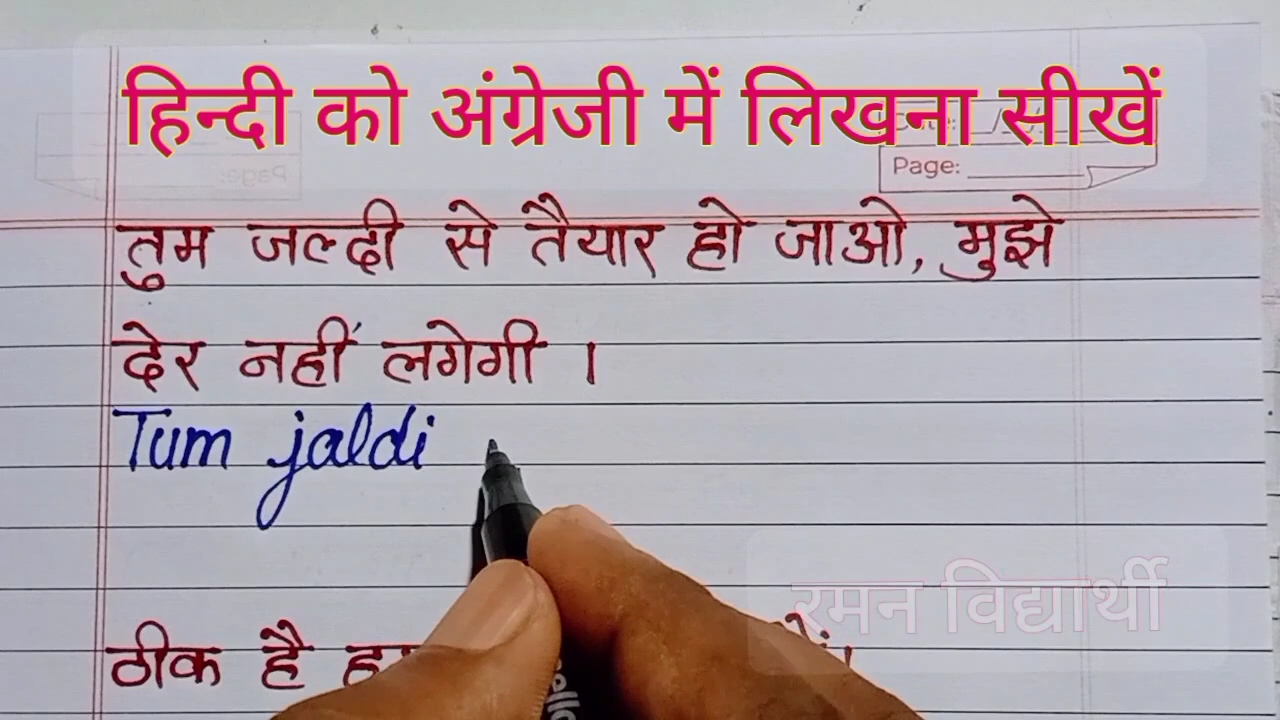 हिन्दी को अंग्रेजी में लिखना सीखें
Page:
तुम जल्दी से तैयार हो जाओ, मुझे
देर नहीं लगेगी ।
Tum jaldi
रमन विद्यार्थी
ठीक है